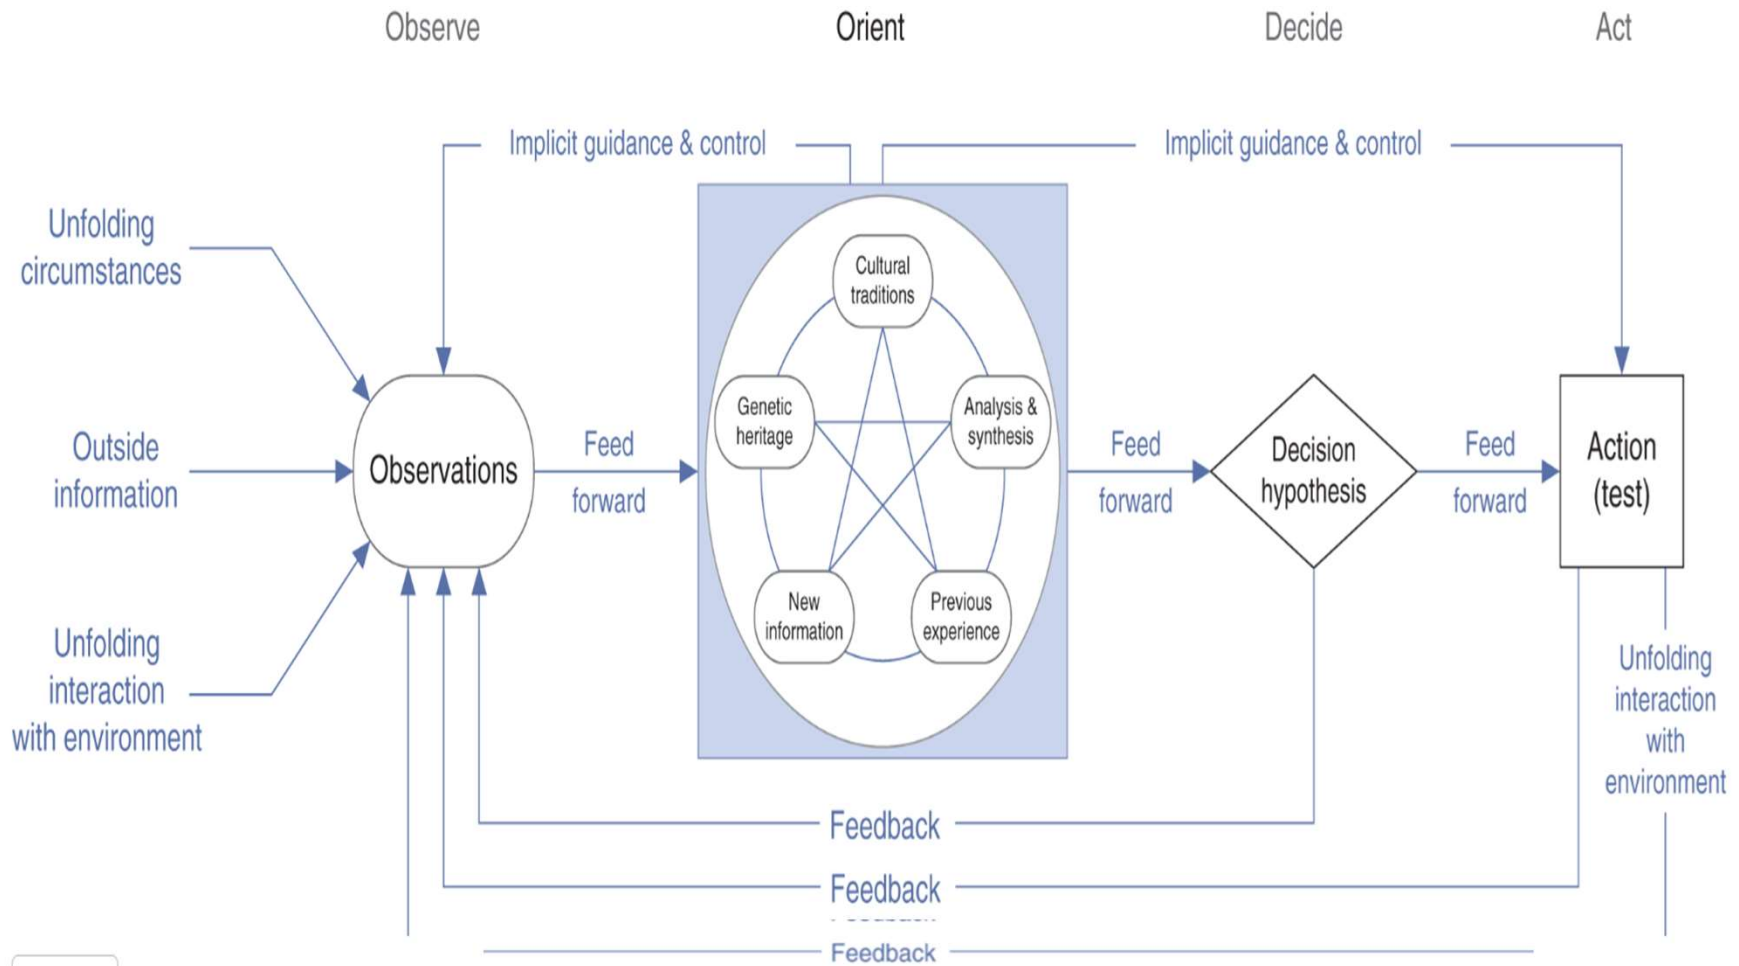 Observe
Orient
Decide
Act
Implicit guidance & control
Implicit guidance & control
Unfolding
circumstances
Outside
information
Unfolding
interaction
with environment
Observations
Feed
forward
Cultural
traditions
Genetic
heritage
Analysis &
synthesis
New
information
Previous
experience
Feed
forward
Decision
hypothesis
Feed
forward
Action
(test)
Unfolding
interaction
with
environment
Feedback
Feedback
Feedback